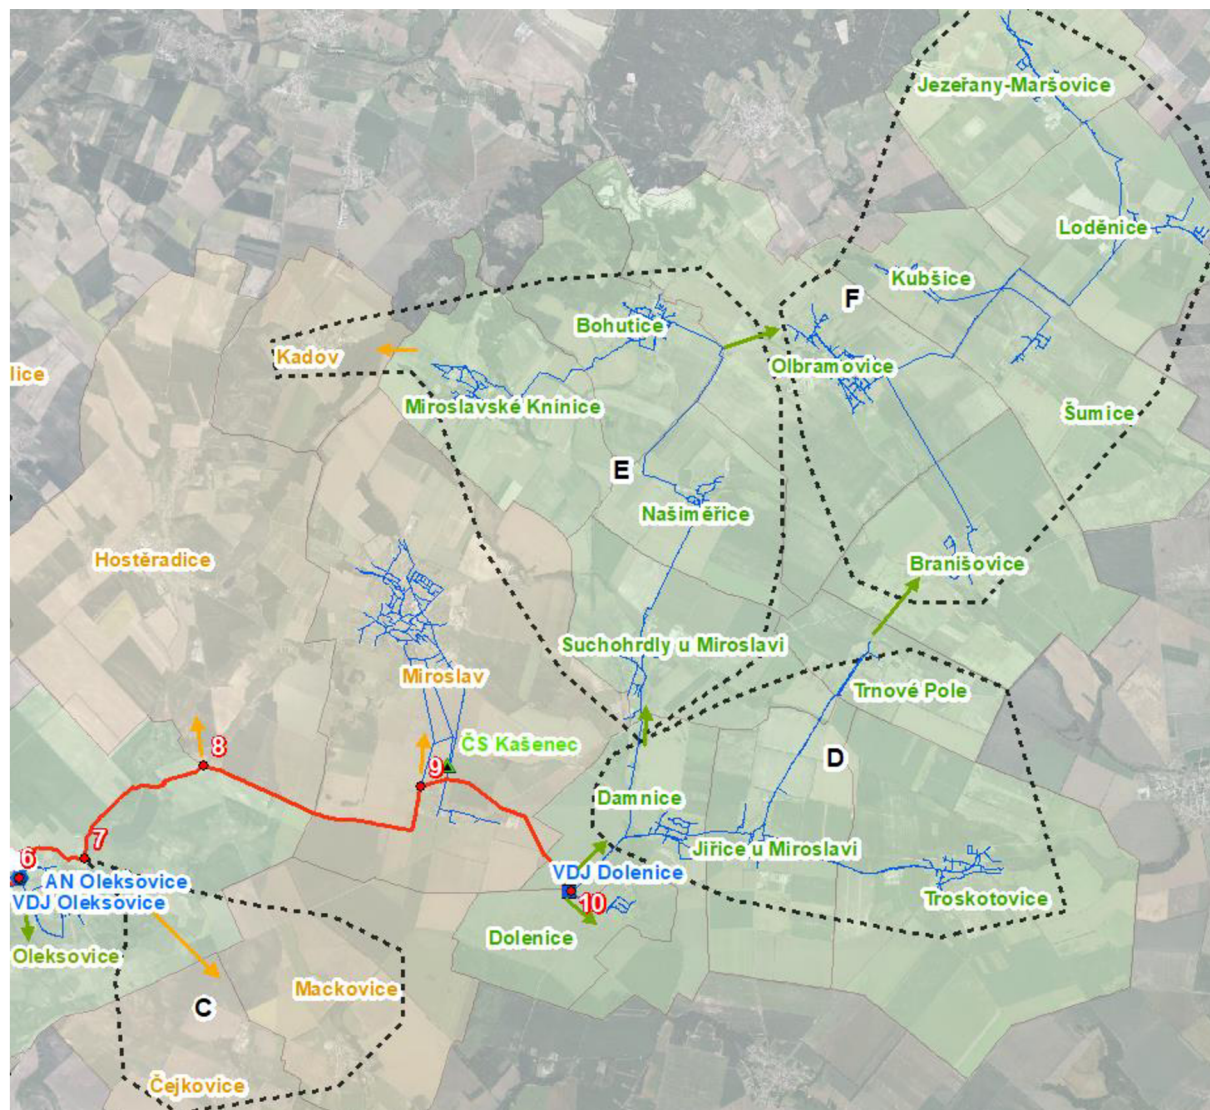 Jezeřany-Maršovice
Loděnice
Kubšice
F
Bohutice
Kadov
Olbramovice
lice
Miroslavské Knínice
Šumice
E
Našiměřice
Hostěradice
Branišovice
Suchohrdly u Miroslavi
Miroslav
Trnové Pole
8
ČS Kašenec
D
9
Damnice
7
Jiřice u Miroslavi
6
VDJ Dolenice
AN Oleksovice
VDJ Oleksovice
10
Troskotovice
Dolenice
Oleksovice
Mackovice
C
Čejkovice